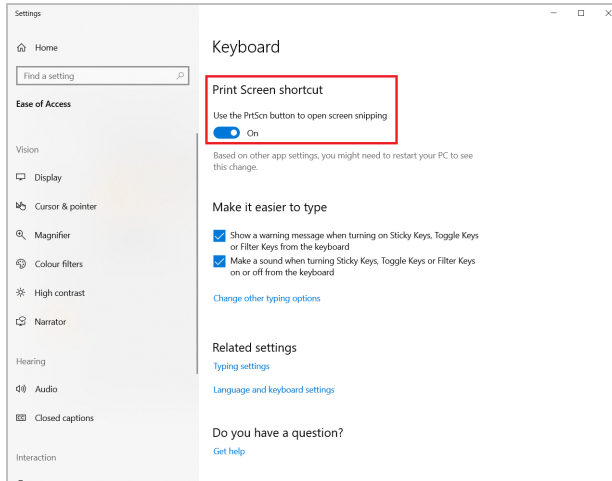 Settings
Home
Find a setting
Ease of Access
Vision
Display
Cursor & pointer
Magnifier
Colour filters
High contrast
Narrator
Hearing
Audio
Closed captions
Interaction
Keyboard
Print Screen shortcut
Use the PrtScn button to open screen snipping
On
Based on other app settings, you might need to restart your PC to see
this change.
Make it easier to type
Show a warning message when turning on Sticky Keys, Toggle Keys
or Filter Keys from the keyboard
Make a sound when turning Sticky Keys, Toggle Keys or Filter Keys
on or off from the keyboard
Change other typing options
Related settings
Typing settings
Language and keyboard settings
Do you have a question?
Get help